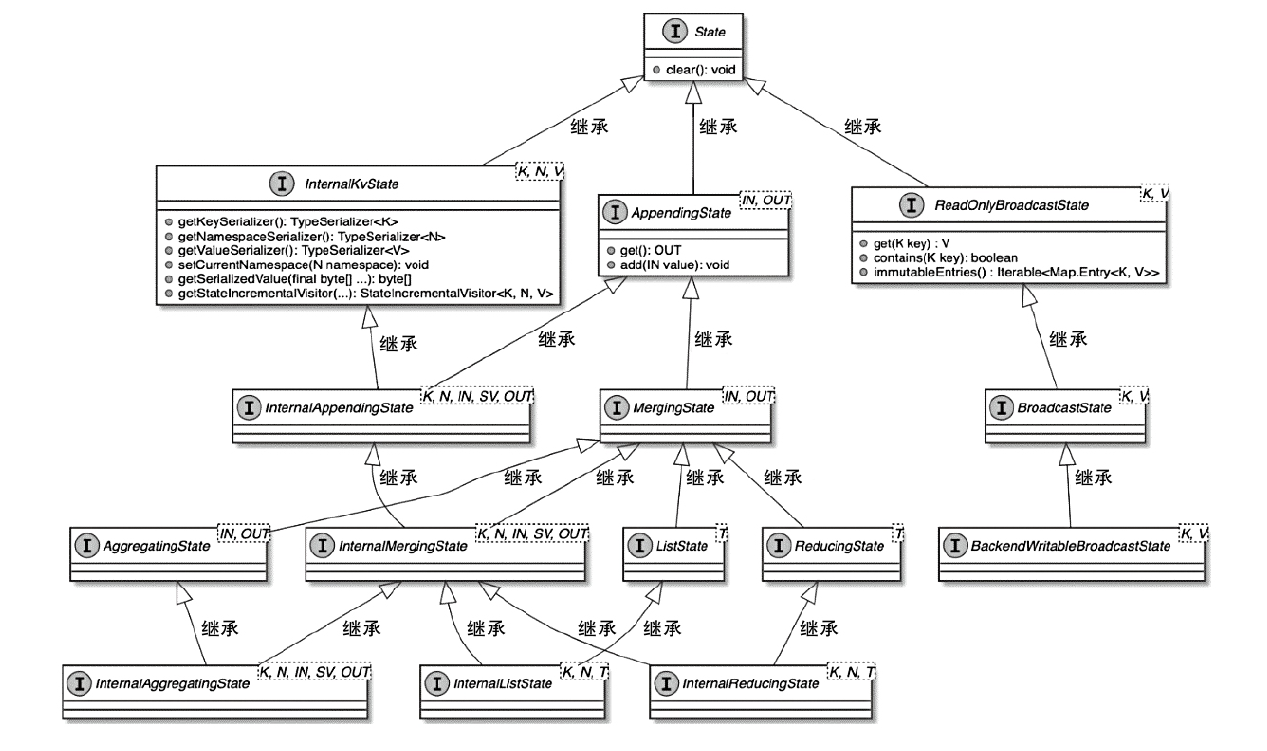 I State
clear(): void
继承
继承
继承
I InternalKvState
K, N, V
getKeySerializer(): TypeSerializer<K>
getNamespaceSerializer(): TypeSerializer<N>
getValueSerializer(): TypeSerializer<V>
setCurrentNamespace(N namespace): void
getSerializedValue(final byte[] ...): byte[]
getStateIncrementalVisitor(...): StateIncrementalVisitor<K, N, V>
I AppendingState
IN, OUT
get(): OUT
add(IN value): void
I ReadOnlyBroadcastState
K, V
get(K key) : V
contains(K key): boolean
immutableEntries() : Iterable<Map.Entry<K, V>>
继承
继承
继承
继承
I InternalAppendingState
K, N, IN, SV, OUT
I MergingState
IN, OUT
I BroadcastState
K, V
继承
继承
继承
继承
继承
继承
I AggregatingState
IN, OUT
I InternalMergingState
K, N, IN, SV, OUT
I ListState
T
I ReducingState
T
I BackendWritableBroadcastState
K, V
继承
继承
继承
继承
继承
继承
I InternalAggregatingState
K, N, IN, SV, OUT
I InternalListState
K, N, T
I InternalReducingState
K, N, T